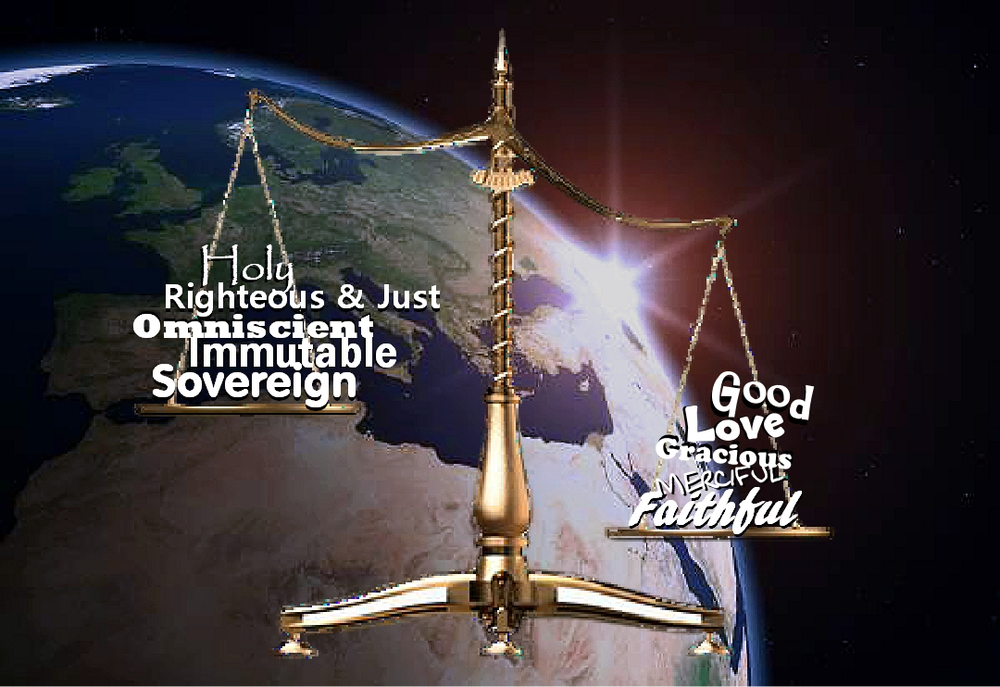 Holy
Righteous & Just
Omniscient
Immutable
Sovereign
Good
Love
Gracious
MERCIFUL
Faithful